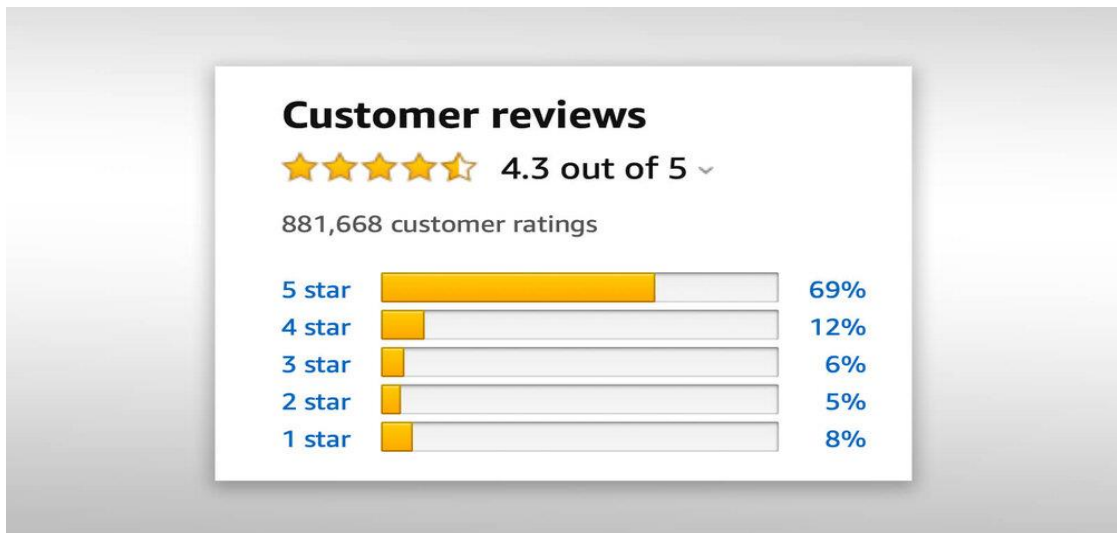 Customer reviews
4.3 out of 5
881,668 customer ratings
5 star 69%
4 star 12%
3 star 6%
2 star 5%
1 star 8%